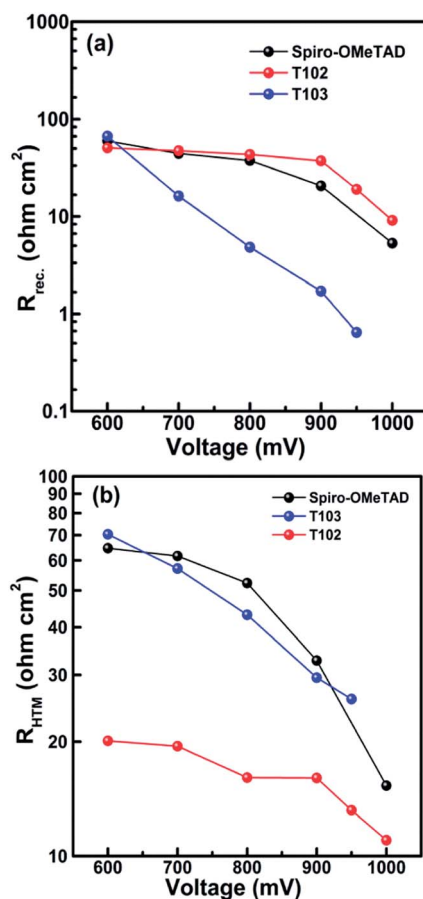 (a)
Spiro-OMeTAD
T102
T103
1000
100
10
1
0.1
R_rec. (ohm cm²)
600 700 800 900 1000
Voltage (mV)
(b)
Spiro-OMeTAD
T103
T102
100
90
80
70
60
50
40
30
20
10
R_HTM (ohm cm²)
600 700 800 900 1000
Voltage (mV)